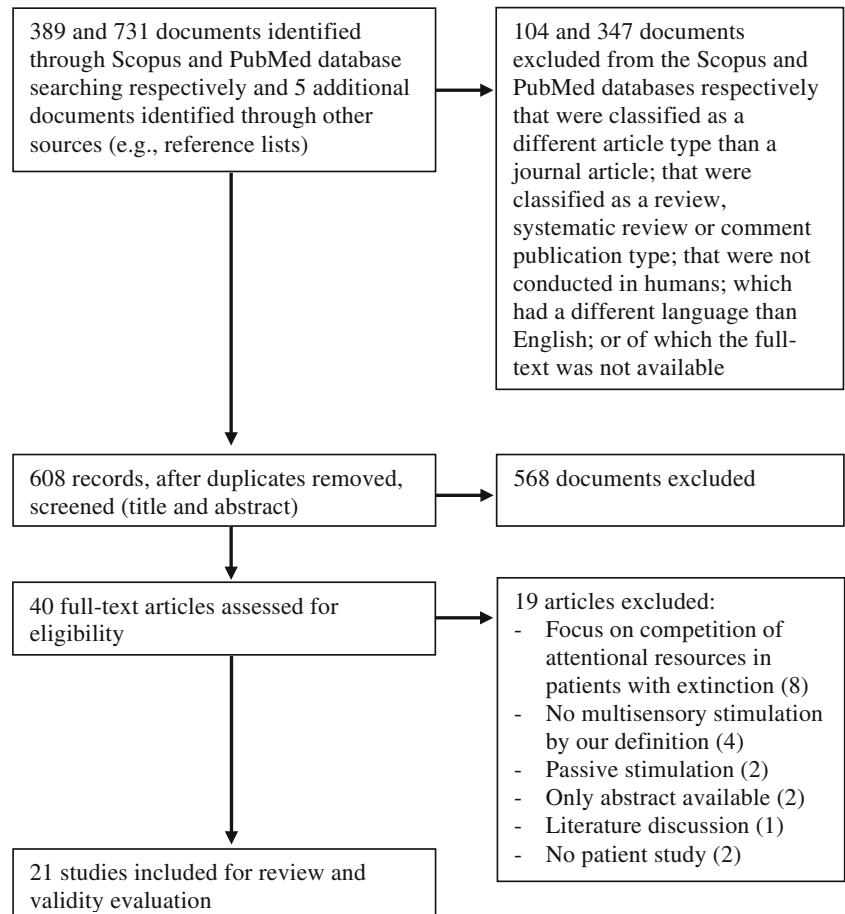 389 and 731 documents identified
through Scopus and PubMed database
searching respectively and 5 additional
documents identified through other
sources (e.g., reference lists)
104 and 347 documents
excluded from the Scopus and
PubMed databases respectively
that were classified as a
different article type than a
journal article; that were
classified as a review,
systematic review or comment
publication type; that were not
conducted in humans; which
had a different language than
English; or of which the full-
text was not available
608 records, after duplicates removed,
screened (title and abstract)
568 documents excluded
40 full-text articles assessed for
eligibility
19 articles excluded:
- Focus on competition of
attentional resources in
patients with extinction (8)
- No multisensory stimulation
by our definition (4)
- Passive stimulation (2)
- Only abstract available (2)
- Literature discussion (1)
- No patient study (2)
21 studies included for review and
validity evaluation